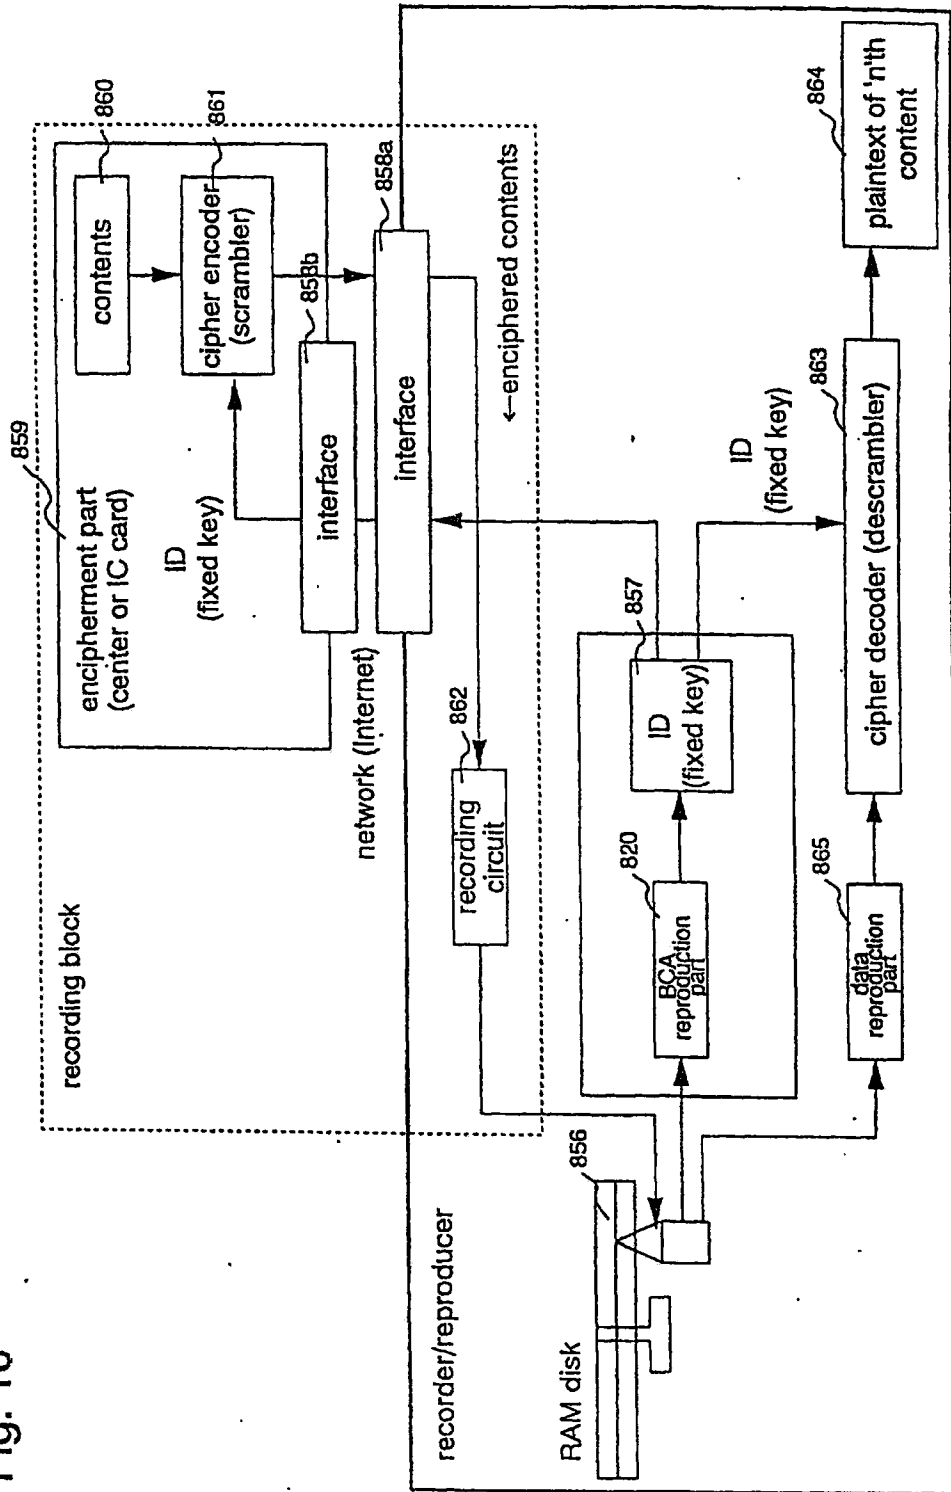 recording block
859
encipherment part
(center or IC card)
contents
860
cipher encoder
(scrambler)
861
ID
(fixed key)
interface
858b
network (Internet)
interface
858a
←enciphered contents
862
recording
circuit
recorder/reproducer
RAM disk
856
820
BCA
reproduction
part
857
ID
(fixed key)
ID
(fixed key)
865
data
reproduction
part
863
cipher decoder (descrambler)
864
plaintext of 'n'th
content